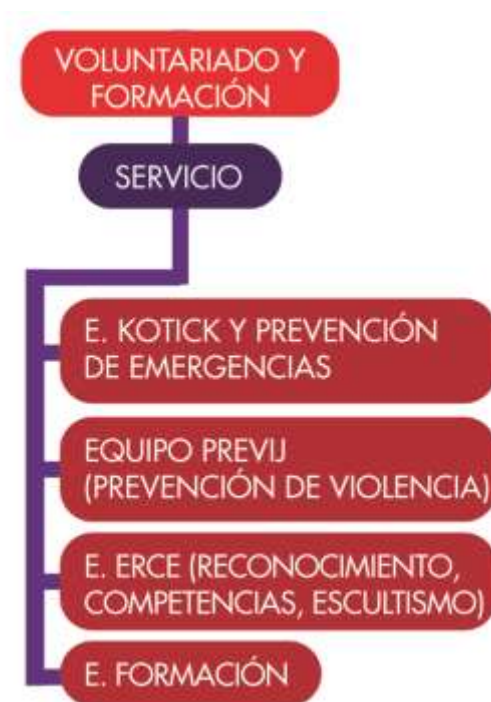 VOLUNTARIADO Y
FORMACIÓN
SERVICIO
E. KOTICK Y PREVENCIÓN
DE EMERGENCIAS
EQUIPO PREVIJ
(PREVENCIÓN DE VIOLENCIA)
E. ERCE (RECONOCIMIENTO,
COMPETENCIAS, ESCULTISMO)
E. FORMACIÓN